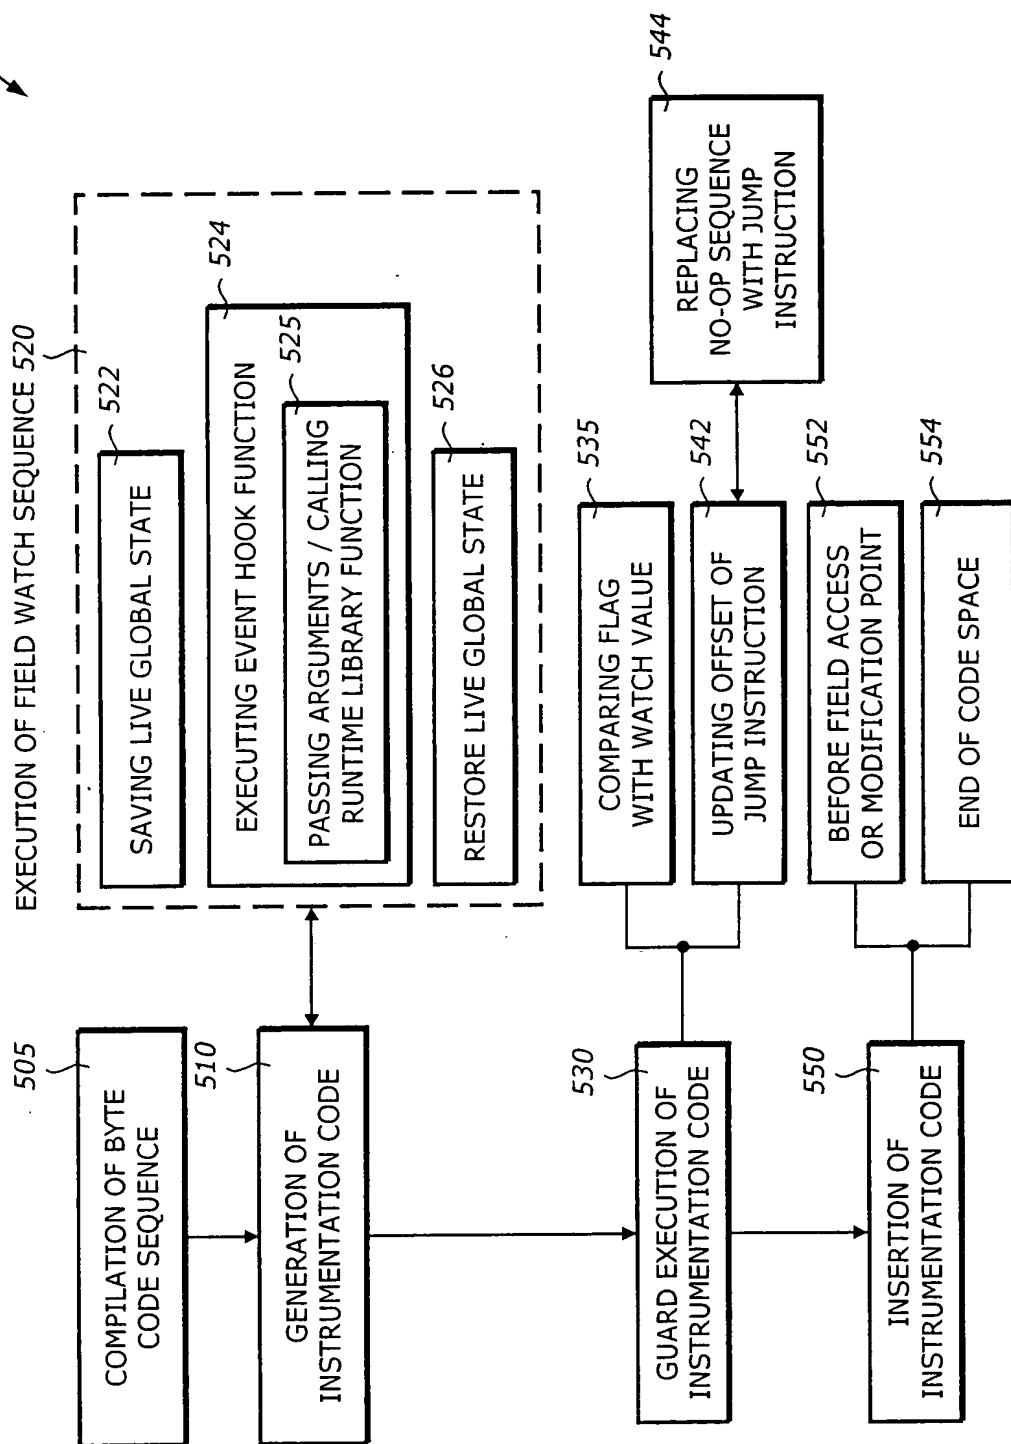 505
COMPILATION OF BYTE
CODE SEQUENCE
510
GENERATION OF
INSTRUMENTATION CODE
EXECUTION OF FIELD WATCH SEQUENCE 520
522
SAVING LIVE GLOBAL STATE
524
EXECUTING EVENT HOOK FUNCTION
525
PASSING ARGUMENTS / CALLING
RUNTIME LIBRARY FUNCTION
526
RESTORE LIVE GLOBAL STATE
530
GUARD EXECUTION OF
INSTRUMENTATION CODE
535
COMPARING FLAG
WITH WATCH VALUE
542
UPDATING OFFSET OF
JUMP INSTRUCTION
544
REPLACING
NO-OP SEQUENCE
WITH JUMP
INSTRUCTION
550
INSERTION OF
INSTRUMENTATION CODE
552
BEFORE FIELD ACCESS
OR MODIFICATION POINT
554
END OF CODE SPACE